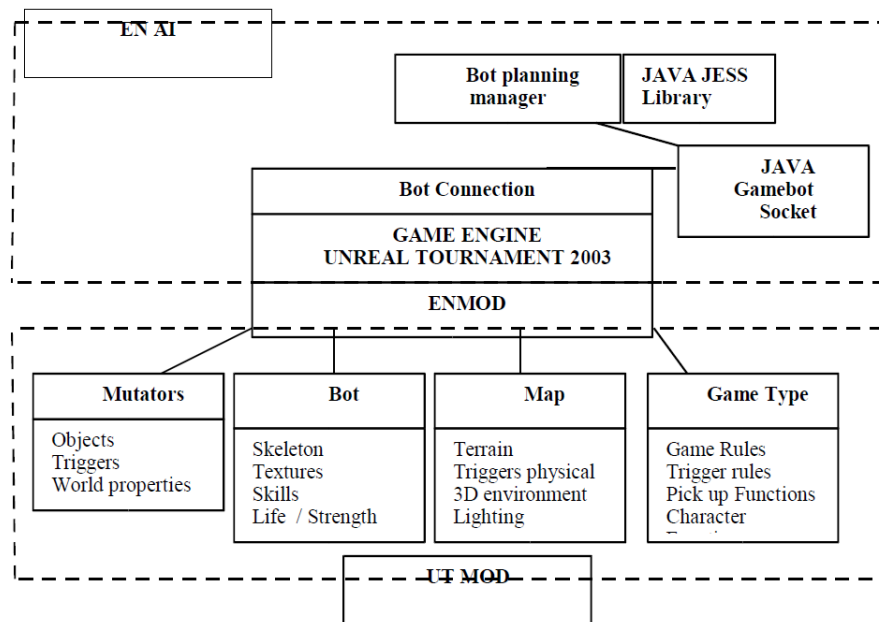 EN AI
Bot planning
manager
JAVA JESS
Library
JAVA
Gamebot
Socket
Bot Connection
GAME ENGINE
UNREAL TOURNAMENT 2003
ENMOD
Mutators
Objects
Triggers
World properties
Bot
Skeleton
Textures
Skills
Life / Strength
Map
Terrain
Triggers physical
3D environment
Lighting
Game Type
Game Rules
Trigger rules
Pick up Functions
Character
UT MOD